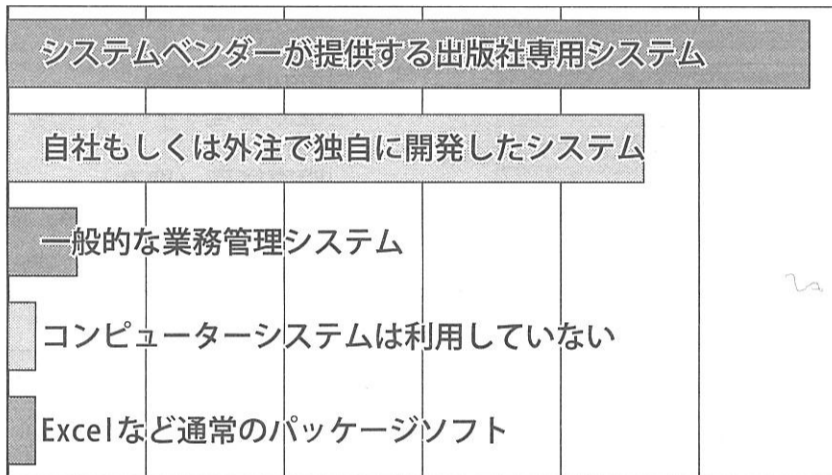 システムベンダーが提供する出版社専用システム
自社もしくは外注で独自に開発したシステム
一般的な業務管理システム
コンピューターシステムは利用していない
Excelなど通常のパッケージソフト